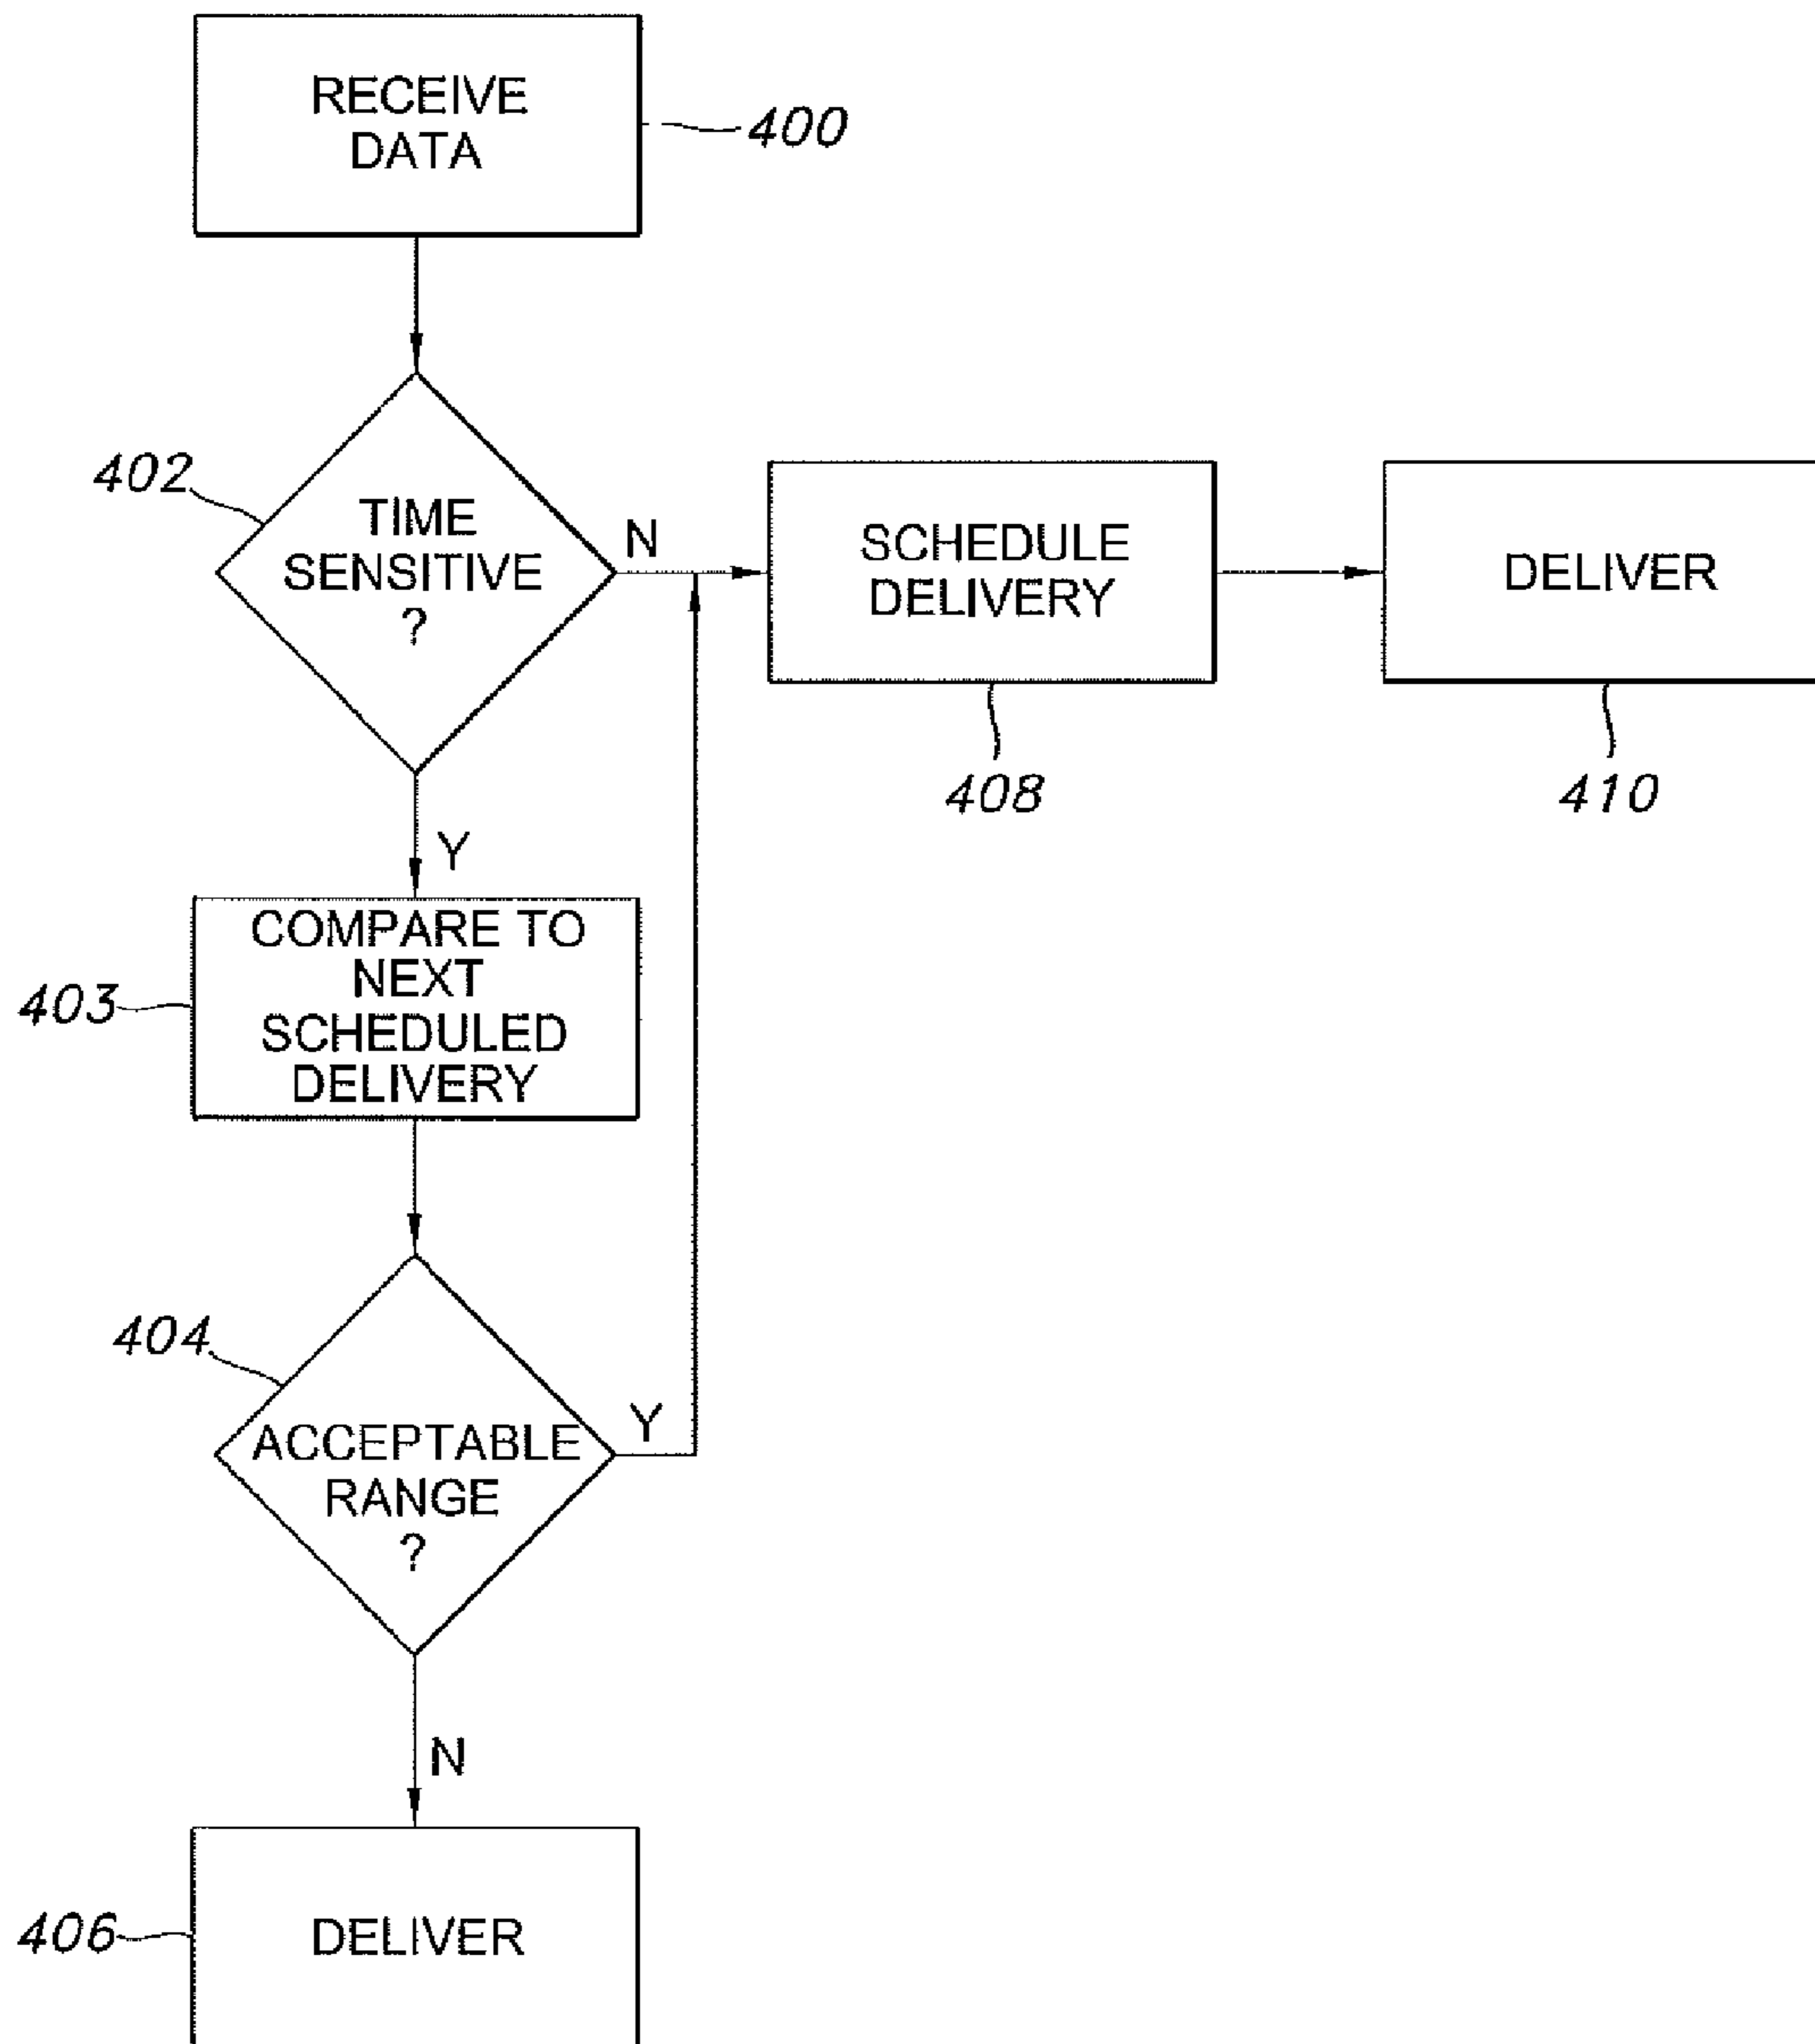 RECEIVE
DATA
400
402
TIME
SENSITIVE
?
N
SCHEDULE
DELIVERY
408
DELIVER
410
Y
403
COMPARE TO
NEXT
SCHEDULED
DELIVERY
404
ACCEPTABLE
RANGE
?
Y
N
406
DELIVER